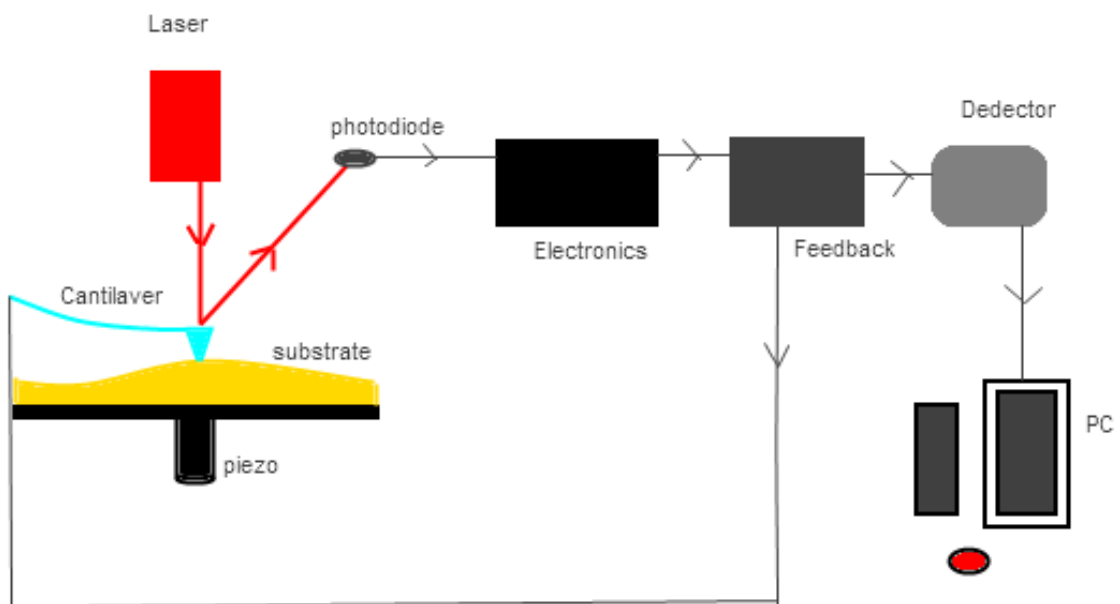 Laser
photodiode
Dedector
Electronics
Feedback
Cantilaver
substrate
piezo
PC